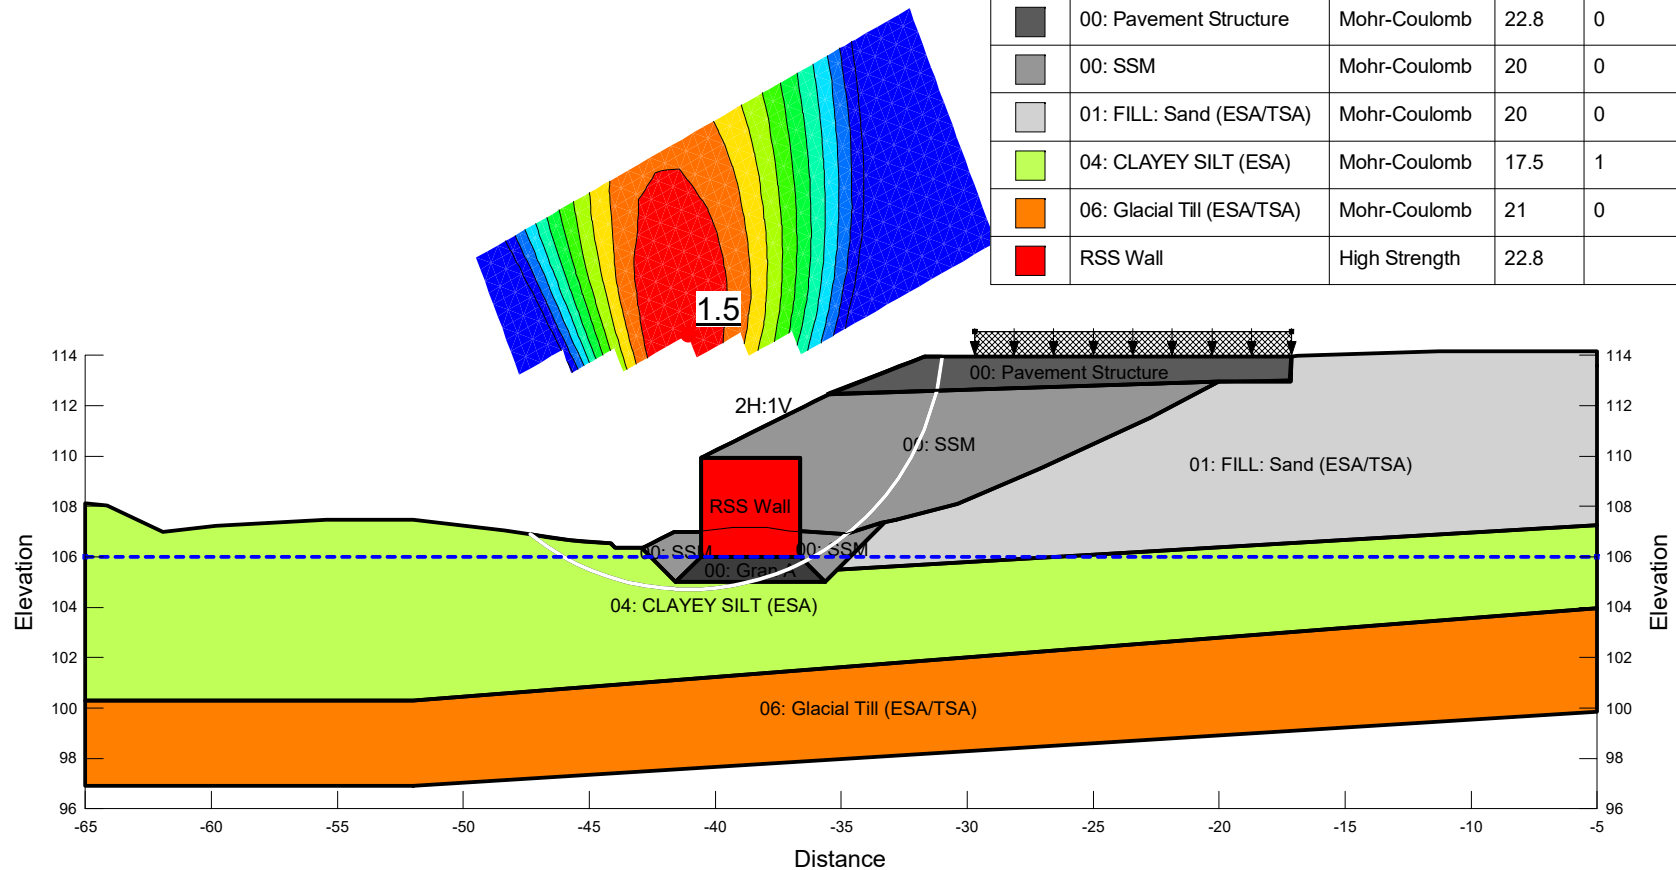 00: Pavement Structure Mohr-Coulomb 22.8 0
00: SSM Mohr-Coulomb 20 0
01: FILL: Sand (ESA/TSA) Mohr-Coulomb 20 0
04: CLAYEY SILT (ESA) Mohr-Coulomb 17.5 1
06: Glacial Till (ESA/TSA) Mohr-Coulomb 21 0
RSS Wall High Strength 22.8
1.5
114 114
00: Pavement Structure
112 2H:1V 112
00: SSM
110 110
01: FILL: Sand (ESA/TSA)
108 RSS Wall 108
00: SSM 00: SSM
106 106
00: Gran A
104 04: CLAYEY SILT (ESA) 104
102 102
100 06: Glacial Till (ESA/TSA) 100
98 98
96 96
Elevation Elevation
-65 -60 -55 -50 -45 -40 -35 -30 -25 -20 -15 -10 -5
Distance